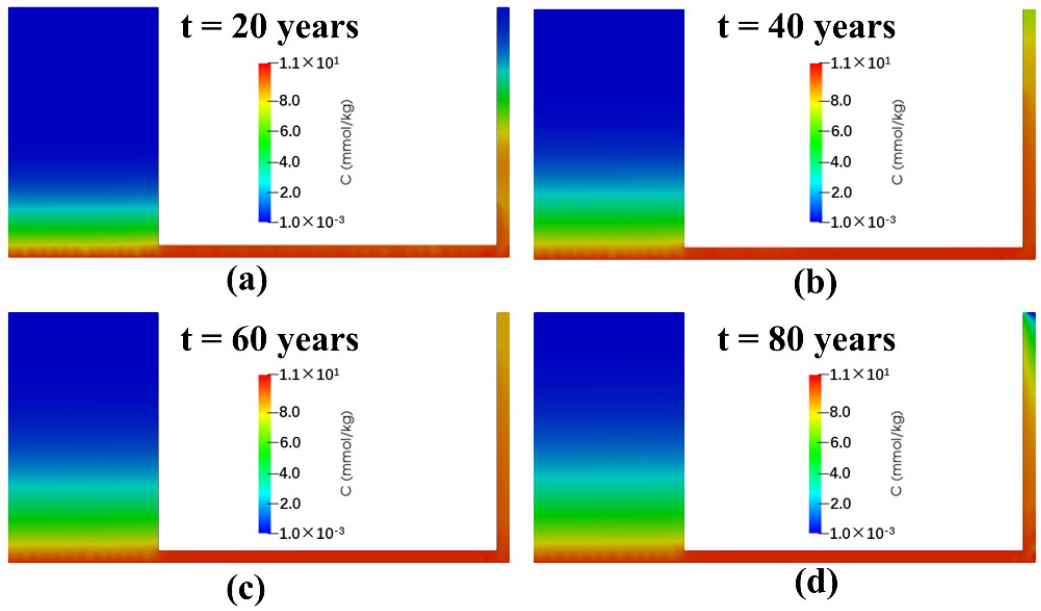 t = 20 years
1.1×10¹
8.0
6.0
4.0
2.0
1.0×10⁻³
C (mmol/kg)
(a)
t = 40 years
1.1×10¹
8.0
6.0
4.0
2.0
1.0×10⁻³
C (mmol/kg)
(b)
t = 60 years
1.1×10¹
8.0
6.0
4.0
2.0
1.0×10⁻³
C (mmol/kg)
(c)
t = 80 years
1.1×10¹
8.0
6.0
4.0
2.0
1.0×10⁻³
C (mmol/kg)
(d)